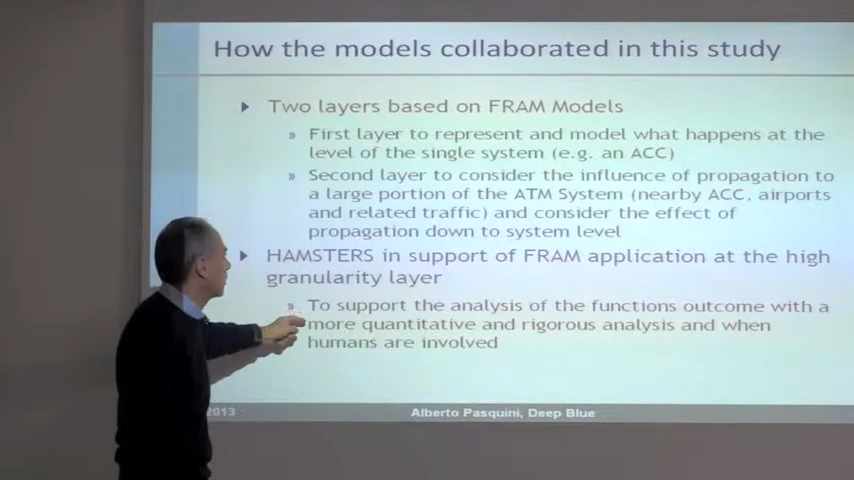 How the models collaborated in this study
Two layers based on FRAM Models
» First layer to represent and model what happens at the
level of the single system (e.g. an ACC)
» Second layer to consider the influence of propagation to
a large portion of the ATM System (nearby ACC, airports
and related traffic) and consider the effect of
propagation down to system level
HAMSTERS in support of FRAM application at the high
granularity layer
» To support the analysis of the functions outcome with a
more quantitative and rigorous analysis and when
humans are involved
2013
Alberto Pasquini, Deep Blue